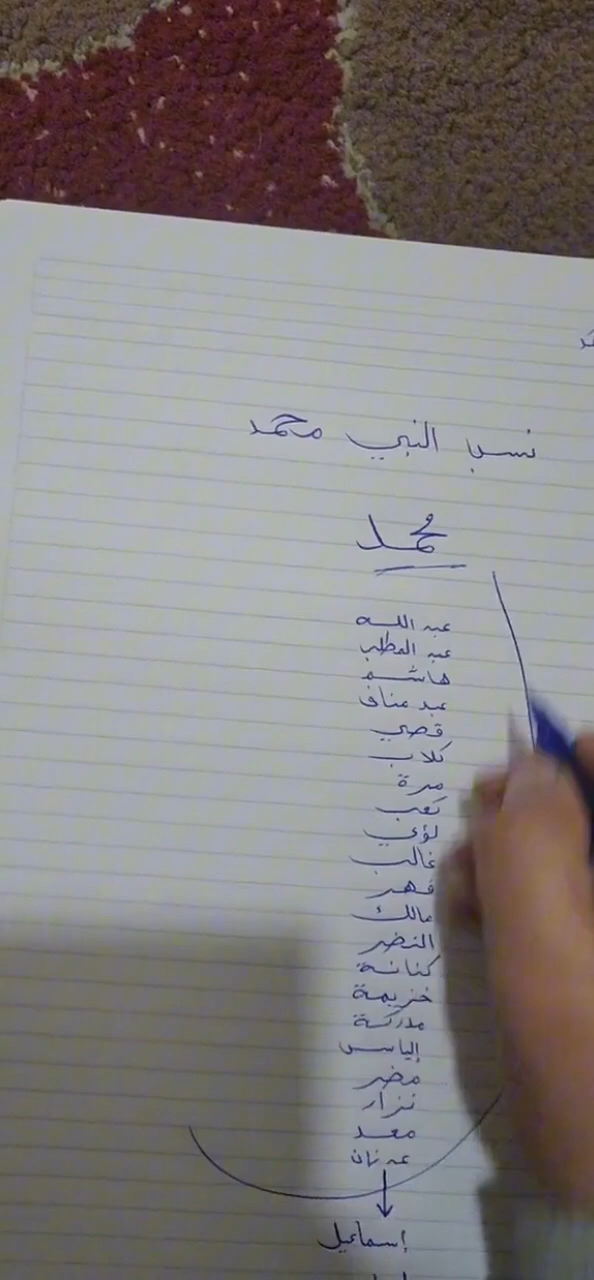 نسب النبي محمد
محمد
عبد الله
عبد المطلب
هاشم
عبد مناف
قصي
كلاب
مرة
كعب
لؤي
غالب
فهر
مالك
النضر
كنانة
خزيمة
مدركة
إلياس
مضر
نزار
معد
عدنان
إسماعيل